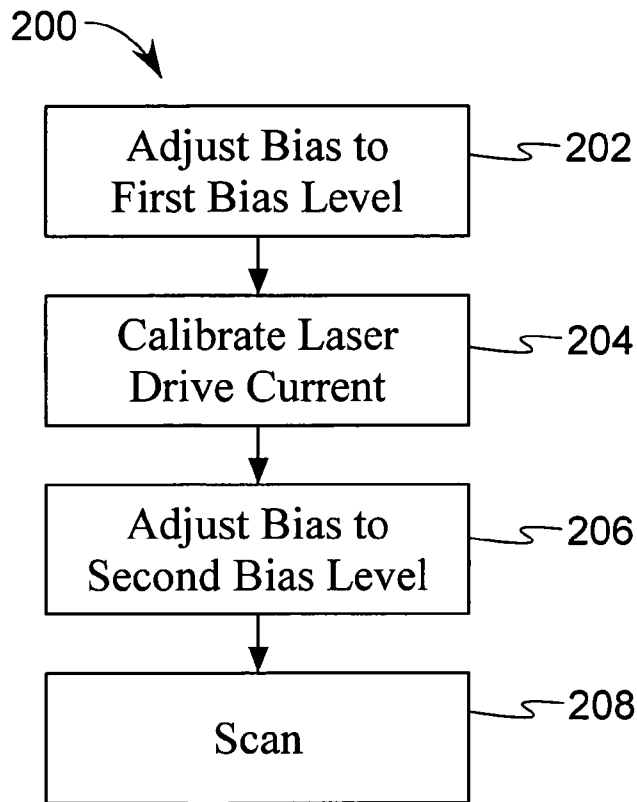 200
Adjust Bias to
First Bias Level
202
Calibrate Laser
Drive Current
204
Adjust Bias to
Second Bias Level
206
Scan
208